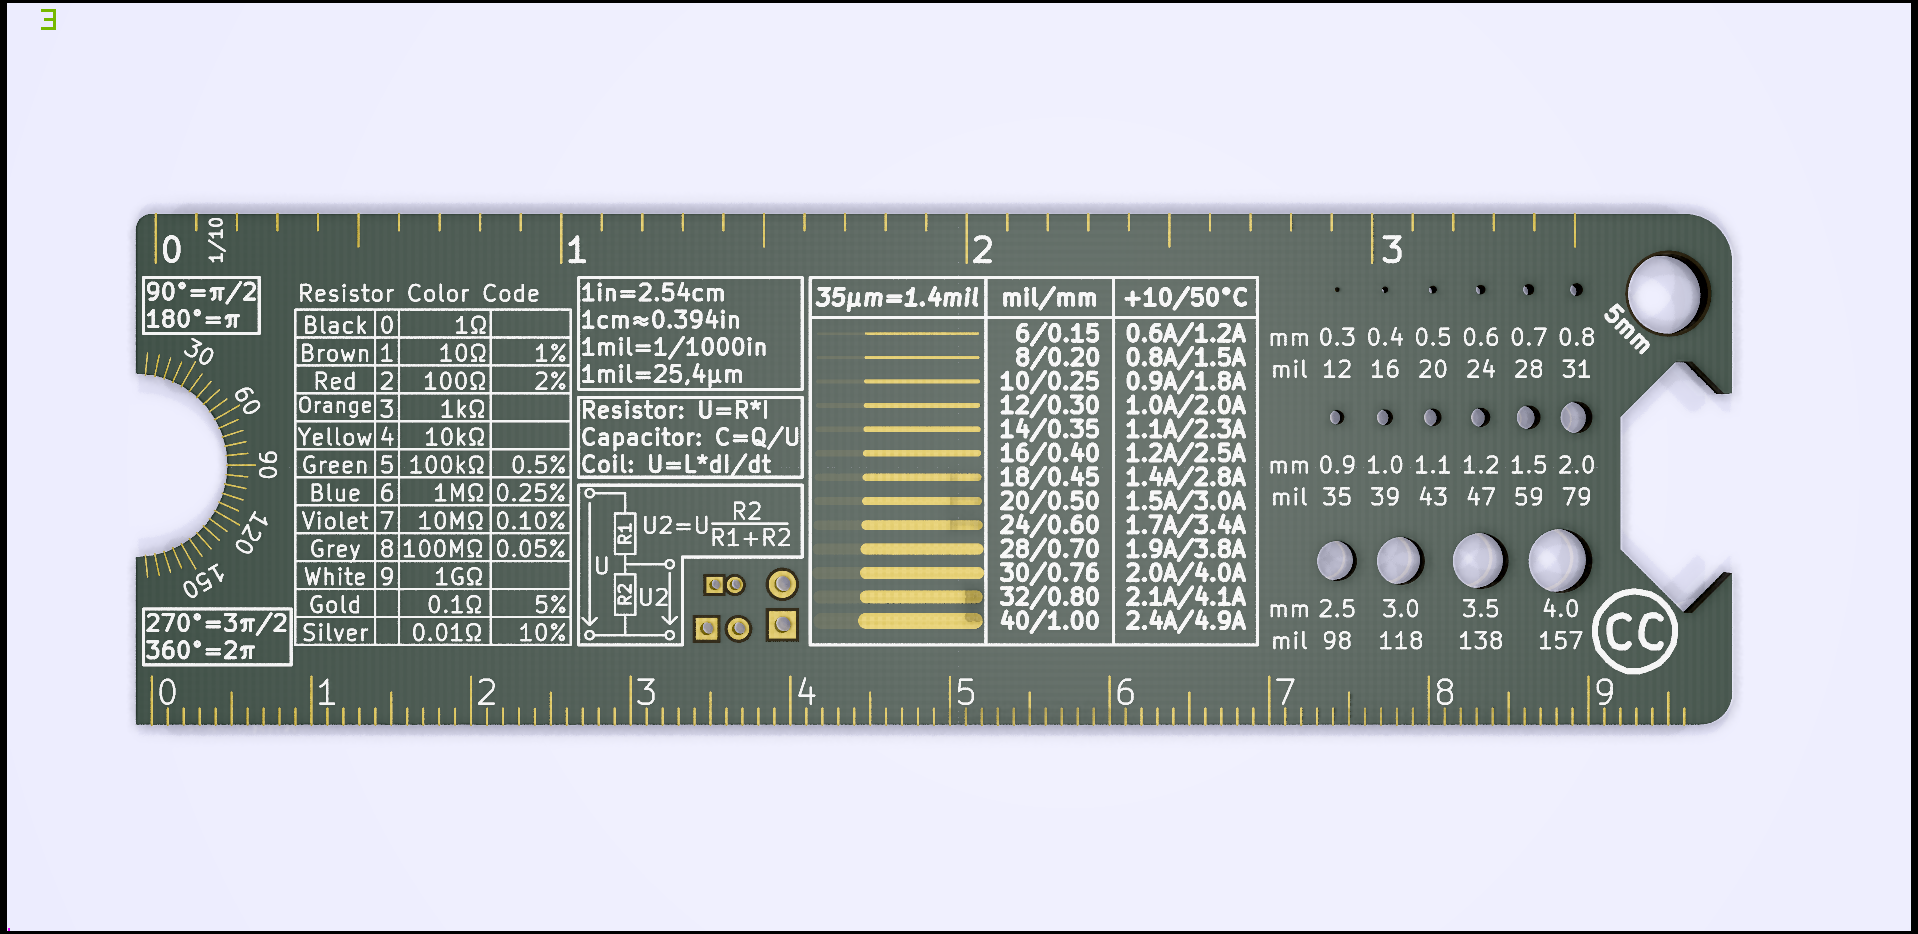 E
0 1 2 3
1/10
90°=π/2
180°=π
30
60
90
120
150
270°=3π/2
360°=2π
Resistor Color Code
Black 0 1Ω
Brown 1 10Ω 1%
Red 2 100Ω 2%
Orange 3 1kΩ
Yellow 4 10kΩ
Green 5 100kΩ 0.5%
Blue 6 1MΩ 0.25%
Violet 7 10MΩ 0.10%
Grey 8 100MΩ 0.05%
White 9 1GΩ
Gold 0.1Ω 5%
Silver 0.01Ω 10%
1in=2.54cm
1cm≈0.394in
1mil=1/1000in
1mil=25,4µm
Resistor: U=R*I
Capacitor: C=Q/U
Coil: U=L*dI/dt
R1
U2=U R2
R1+R2
U
R2
U2
35µm=1.4mil mil/mm +10/50°C
6/0.15 0.6A/1.2A
8/0.20 0.8A/1.5A
10/0.25 0.9A/1.8A
12/0.30 1.0A/2.0A
14/0.35 1.1A/2.3A
16/0.40 1.2A/2.5A
18/0.45 1.4A/2.8A
20/0.50 1.5A/3.0A
24/0.60 1.7A/3.4A
28/0.70 1.9A/3.8A
30/0.76 2.0A/4.0A
32/0.80 2.1A/4.1A
40/1.00 2.4A/4.9A
mm 0.3 0.4 0.5 0.6 0.7 0.8
mil 12 16 20 24 28 31
mm 0.9 1.0 1.1 1.2 1.5 2.0
mil 35 39 43 47 59 79
mm 2.5 3.0 3.5 4.0
mil 98 118 138 157
5mm
CC
0 1 2 3 4 5 6 7 8 9